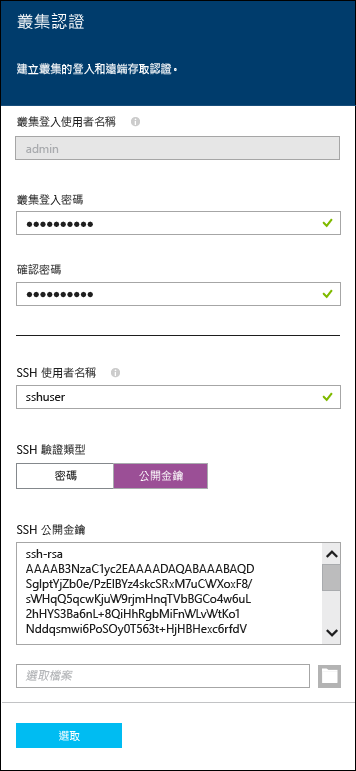 叢集認證
建立叢集的登入和遠端存取認證。
叢集登入使用者名稱
admin
叢集登入密碼
●●●●●●●●●●
確認密碼
●●●●●●●●●●
SSH 使用者名稱
sshuser
SSH 驗證類型
密碼 公開金鑰
SSH 公開金鑰
ssh-rsa
AAAAB3NzaC1yc2EAAAADAQABAAABAQD
SglptYjZb0e/PzElBYz4skcSRxM7uCWXoxF8/
sWHqQ5qcwKjuW9rjmHnqTVbBGCo4w6uL
2hHYS3Ba6nL+8QiHhRgbMiFnWLvWtKo1
Nddqsmwi6PoSOy0T563t+HjHBHexc6rfdV
選取檔案
選取